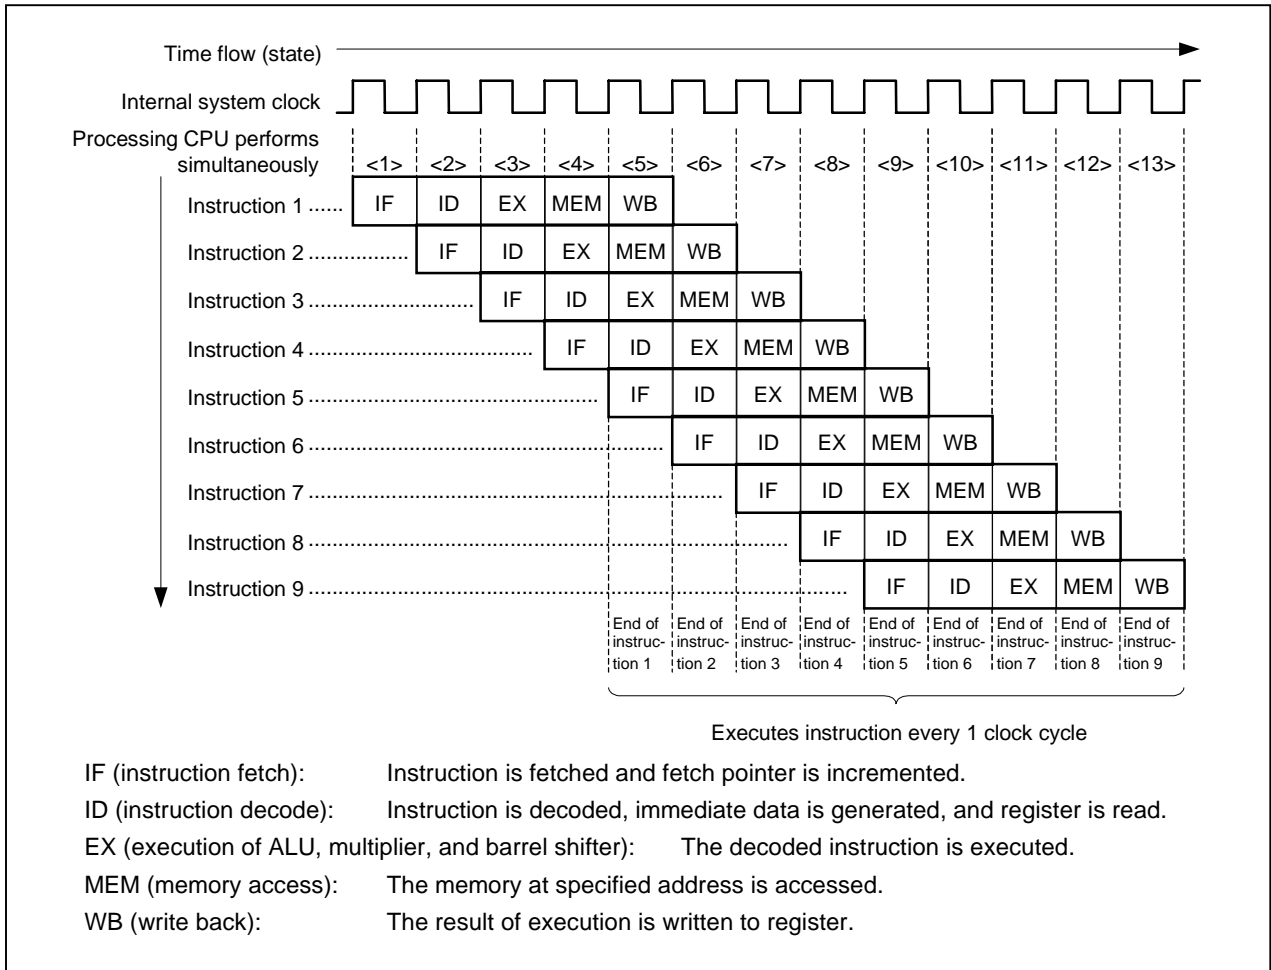 Time flow (state)
Internal system clock
Processing CPU performs
simultaneously
<1> <2> <3> <4> <5> <6> <7> <8> <9> <10> <11> <12> <13>
Instruction 1 ...... IF ID EX MEM WB
Instruction 2 ................. IF ID EX MEM WB
Instruction 3 ............................ IF ID EX MEM WB
Instruction 4 ...................................... IF ID EX MEM WB
Instruction 5 ................................................. IF ID EX MEM WB
Instruction 6 ............................................................ IF ID EX MEM WB
Instruction 7 ...................................................................... IF ID EX MEM WB
Instruction 8 ................................................................................. IF ID EX MEM WB
Instruction 9 ........................................................................................... IF ID EX MEM WB
End of End of End of End of End of End of End of End of End of
instruc- instruc- instruc- instruc- instruc- instruc- instruc- instruc- instruc-
tion 1 tion 2 tion 3 tion 4 tion 5 tion 6 tion 7 tion 8 tion 9
Executes instruction every 1 clock cycle
IF (instruction fetch): Instruction is fetched and fetch pointer is incremented.
ID (instruction decode): Instruction is decoded, immediate data is generated, and register is read.
EX (execution of ALU, multiplier, and barrel shifter): The decoded instruction is executed.
MEM (memory access): The memory at specified address is accessed.
WB (write back): The result of execution is written to register.